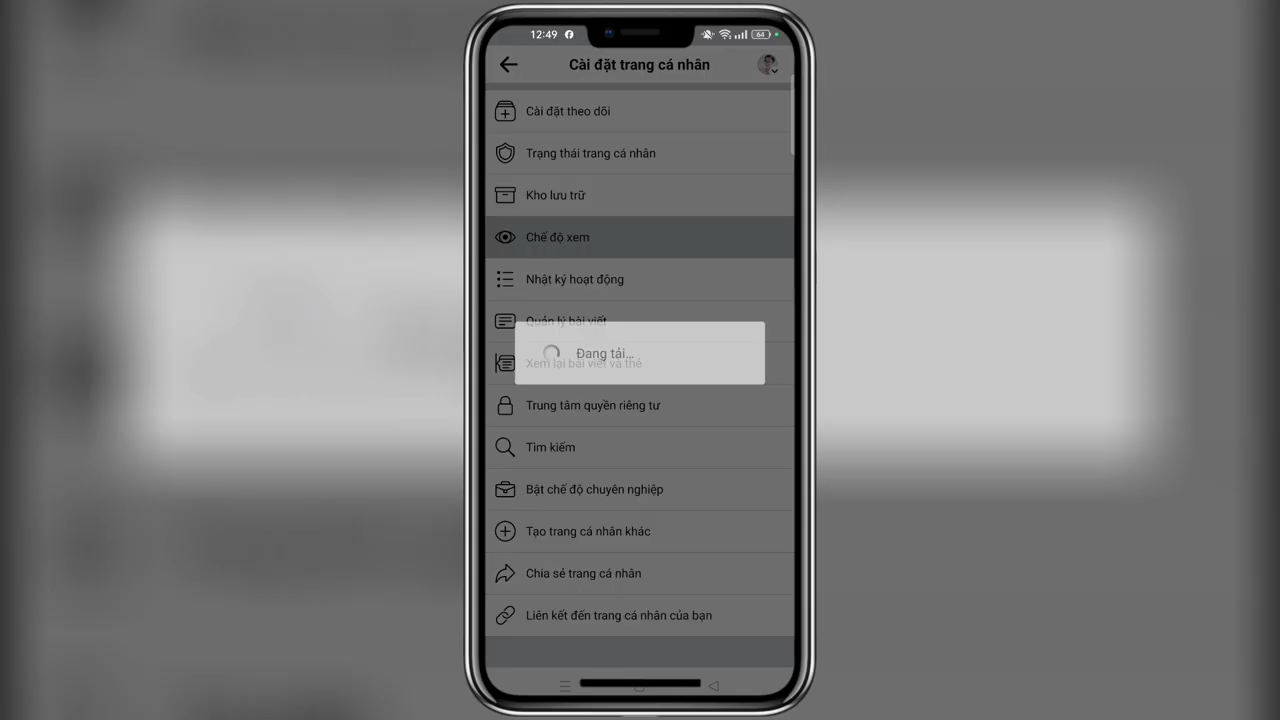 12:49
64
Cài đặt trang cá nhân
Cài đặt theo dõi
Trạng thái trang cá nhân
Kho lưu trữ
Chế độ xem
Nhật ký hoạt động
Quản lý bài viết
Đang tải...
Xem lại bài viết và thẻ
Trung tâm quyền riêng tư
Tìm kiếm
Bật chế độ chuyên nghiệp
Tạo trang cá nhân khác
Chia sẻ trang cá nhân
Liên kết đến trang cá nhân của bạn